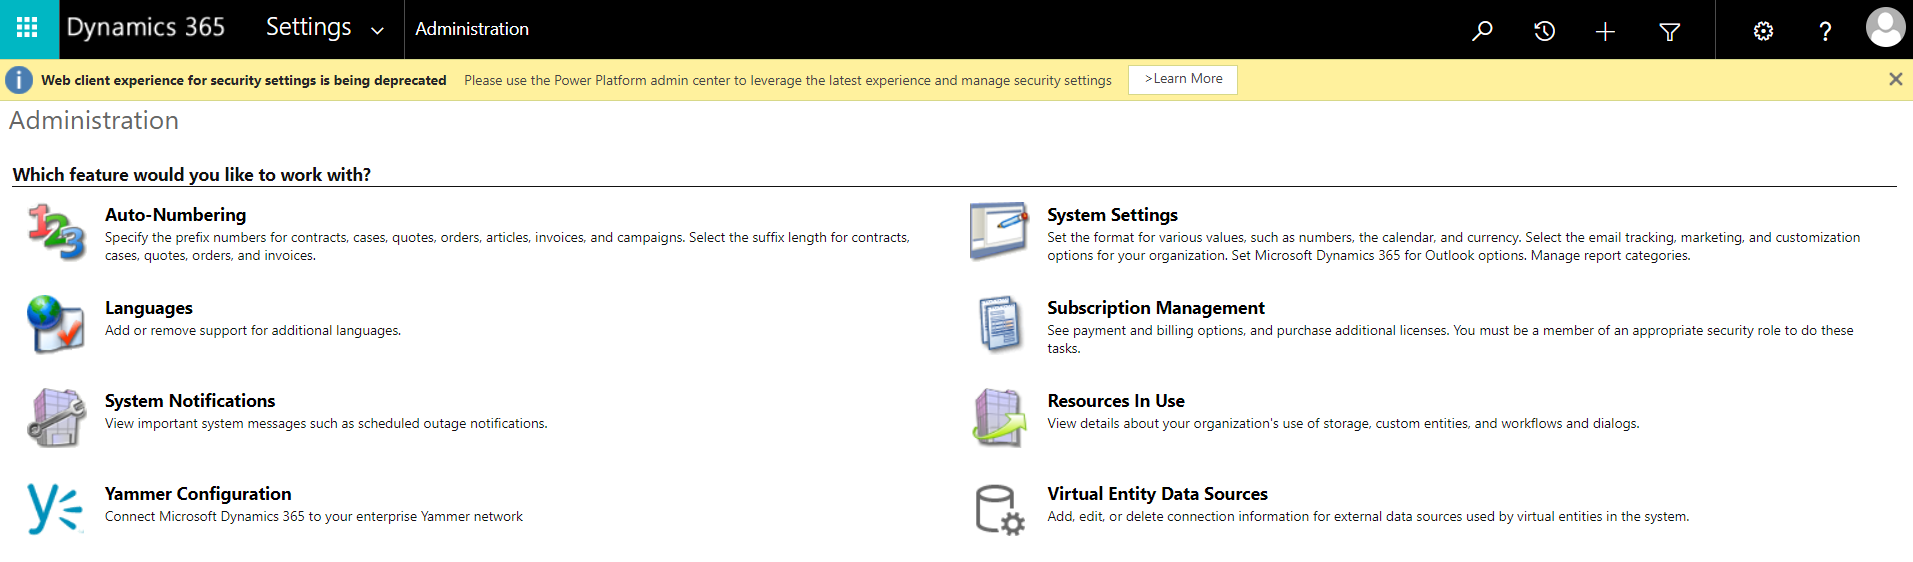 Dynamics 365 Settings Administration
Web client experience for security settings is being deprecated Please use the Power Platform admin center to leverage the latest experience and manage security settings >Learn More
Administration
Which feature would you like to work with?
Auto-Numbering
Specify the prefix numbers for contracts, cases, quotes, orders, articles, invoices, and campaigns. Select the suffix length for contracts,
cases, quotes, orders, and invoices.
System Settings
Set the format for various values, such as numbers, the calendar, and currency. Select the email tracking, marketing, and customization
options for your organization. Set Microsoft Dynamics 365 for Outlook options. Manage report categories.
Languages
Add or remove support for additional languages.
Subscription Management
See payment and billing options, and purchase additional licenses. You must be a member of an appropriate security role to do these
tasks.
System Notifications
View important system messages such as scheduled outage notifications.
Resources In Use
View details about your organization's use of storage, custom entities, and workflows and dialogs.
Yammer Configuration
Connect Microsoft Dynamics 365 to your enterprise Yammer network
Virtual Entity Data Sources
Add, edit, or delete connection information for external data sources used by virtual entities in the system.